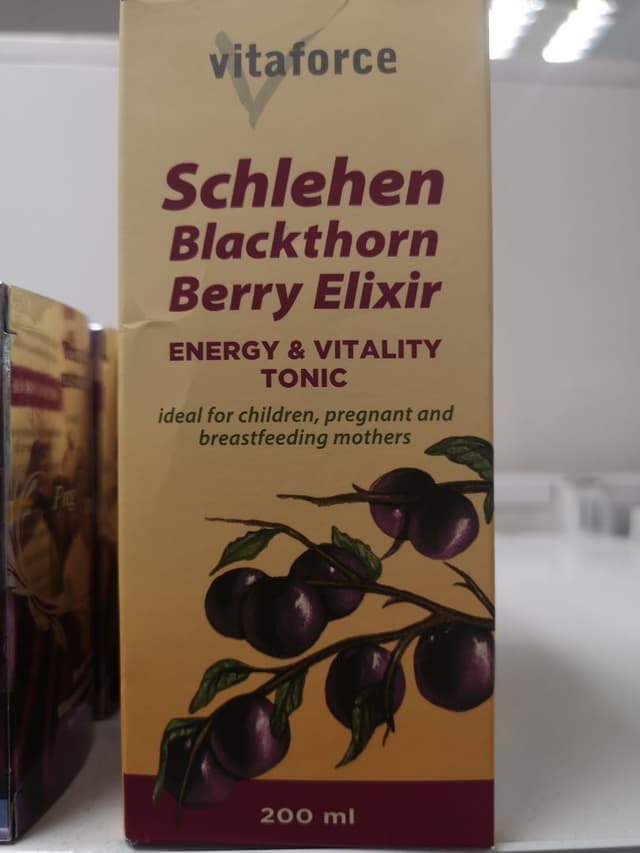 vitaforce
Schlehen
Blackthorn
Berry Elixir
ENERGY & VITALITY
TONIC
ideal for children, pregnant and
breastfeeding mothers
200 ml